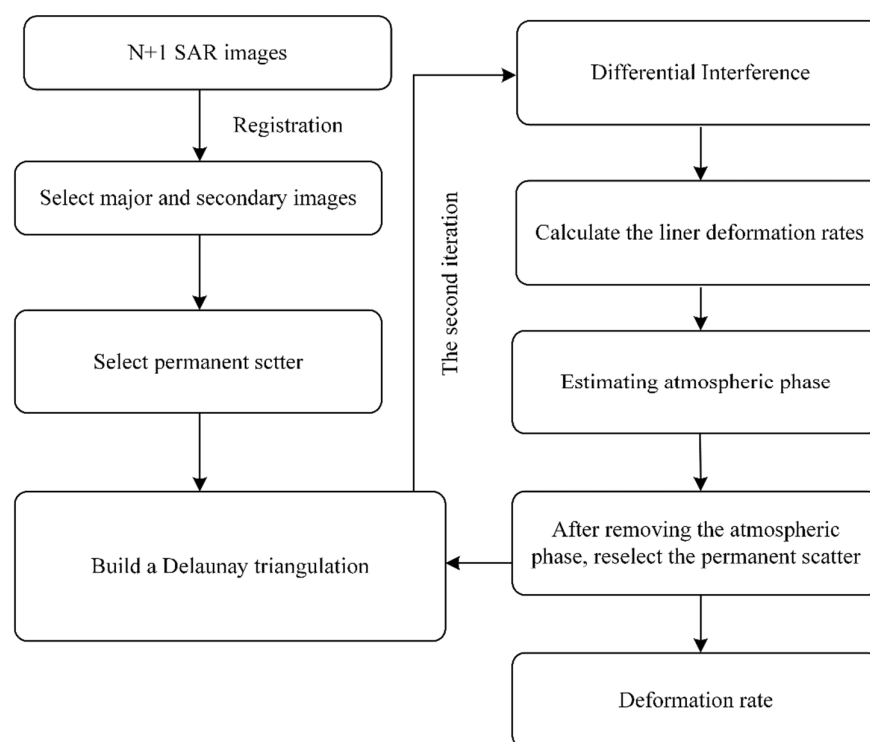 N+1 SAR images
Registration
Select major and secondary images
Select permanent sctter
Build a Delaunay triangulation
The second iteration
Differential Interference
Calculate the liner deformation rates
Estimating atmospheric phase
After removing the atmospheric
phase, reselect the permanent scatter
Deformation rate